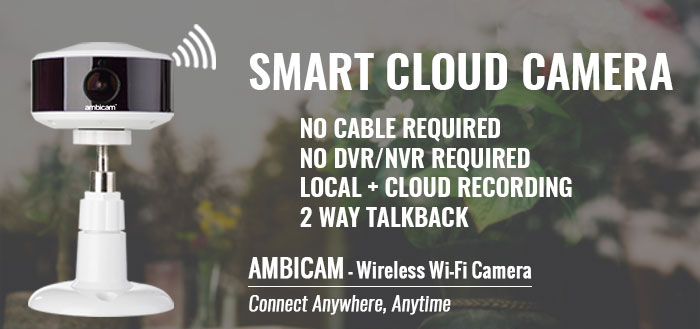 SMART CLOUD CAMERA
NO CABLE REQUIRED
NO DVR/NVR REQUIRED
LOCAL + CLOUD RECORDING
2 WAY TALKBACK
AMBICAM - Wireless Wi-Fi Camera
Connect Anywhere, Anytime
ambicam